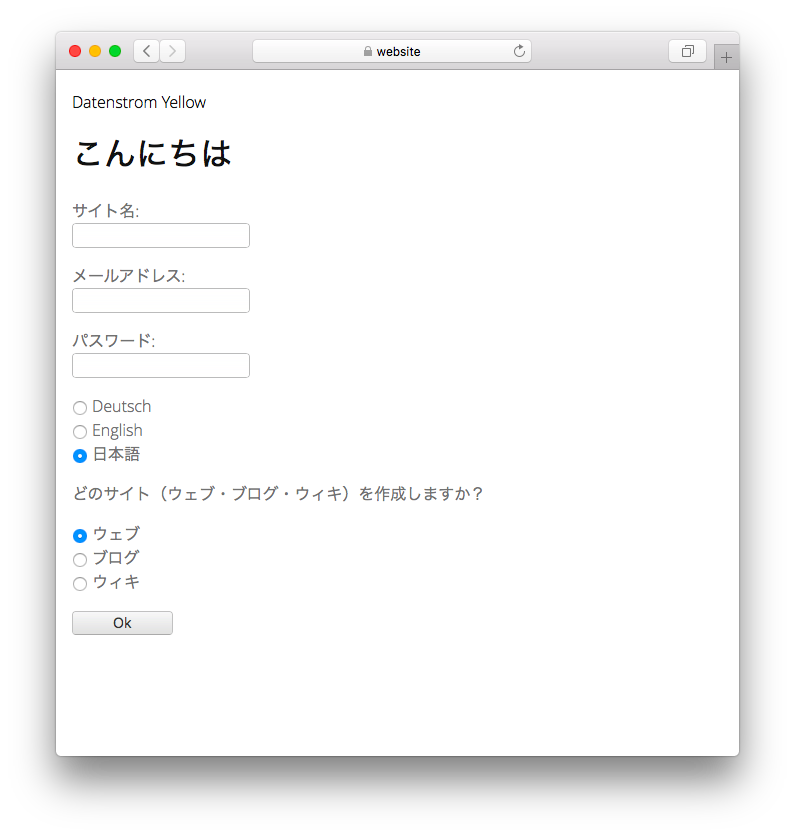 website
Datenstrom Yellow
こんにちは
サイト名:
メールアドレス:
パスワード:
Deutsch
English
日本語
どのサイト（ウェブ・ブログ・ウィキ）を作成しますか？
ウェブ
ブログ
ウィキ
Ok